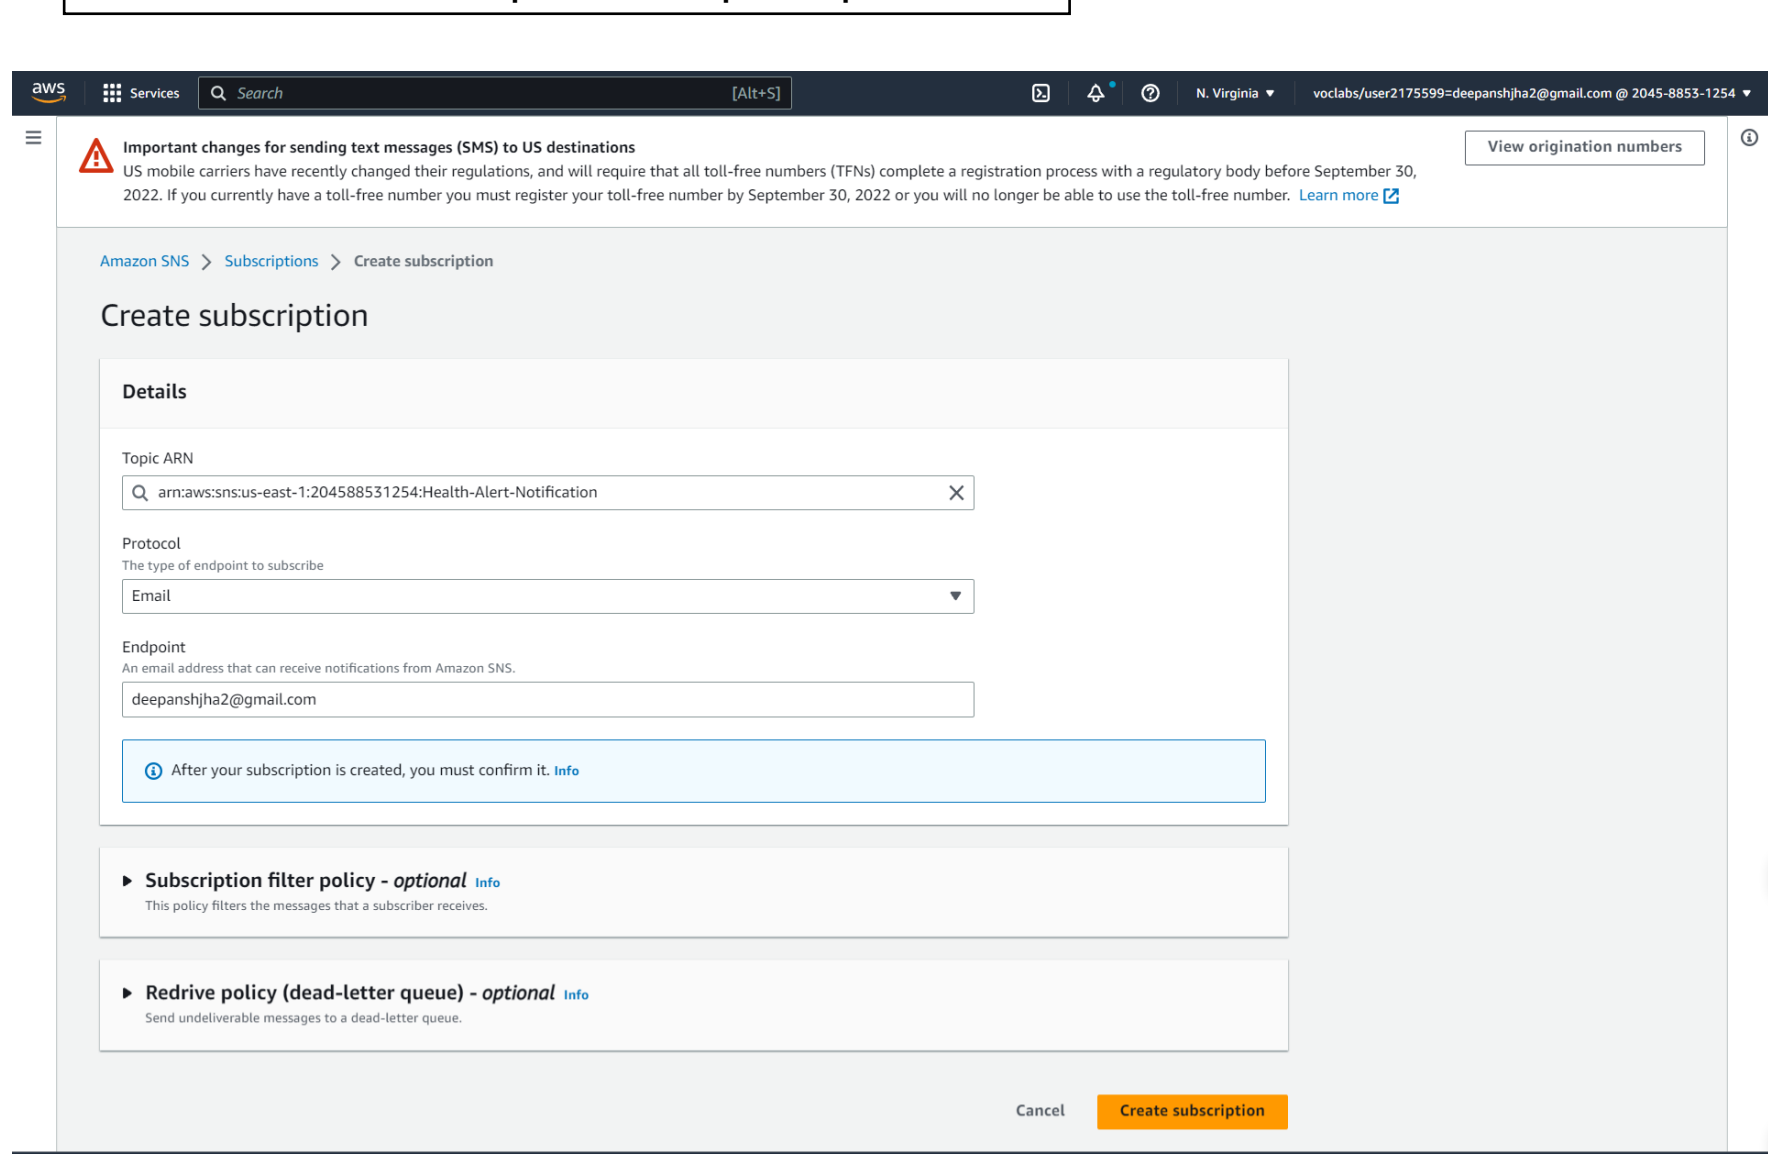 aws Services Search [Alt+S] N. Virginia ▼ voclabs/user2175599=deepanshjha2@gmail.com @ 2045-8853-1254 ▼
Important changes for sending text messages (SMS) to US destinations
View origination numbers
US mobile carriers have recently changed their regulations, and will require that all toll-free numbers (TFNs) complete a registration process with a regulatory body before September 30,
2022. If you currently have a toll-free number you must register your toll-free number by September 30, 2022 or you will no longer be able to use the toll-free number. Learn more
Amazon SNS > Subscriptions > Create subscription
Create subscription
Details
Topic ARN
arn:aws:sns:us-east-1:204588531254:Health-Alert-Notification
Protocol
The type of endpoint to subscribe
Email
Endpoint
An email address that can receive notifications from Amazon SNS.
deepanshjha2@gmail.com
After your subscription is created, you must confirm it. Info
Subscription filter policy - optional Info
This policy filters the messages that a subscriber receives.
Redrive policy (dead-letter queue) - optional Info
Send undeliverable messages to a dead-letter queue.
Cancel Create subscription